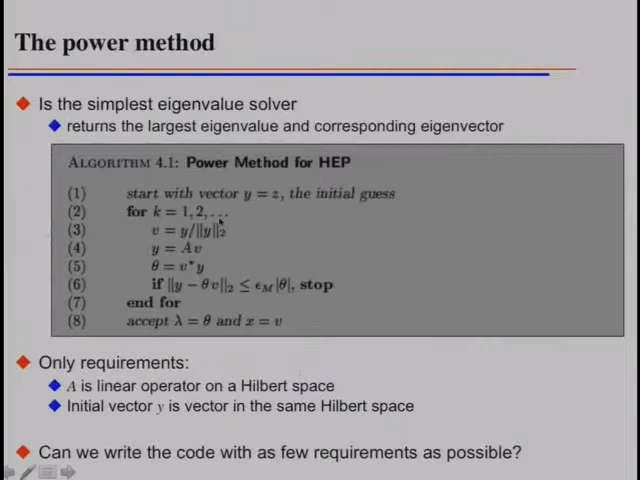 The power method
Is the simplest eigenvalue solver
returns the largest eigenvalue and corresponding eigenvector
ALGORITHM 4.1: Power Method for HEP
(1) start with vector y = z, the initial guess
(2) for k = 1, 2, ...
(3) v = y/||y||₂
(4) y = Av
(5) θ = v*y
(6) if ||y − θv||₂ ≤ ϵ_M|θ|, stop
(7) end for
(8) accept λ = θ and x = v
Only requirements:
A is linear operator on a Hilbert space
Initial vector y is vector in the same Hilbert space
Can we write the code with as few requirements as possible?